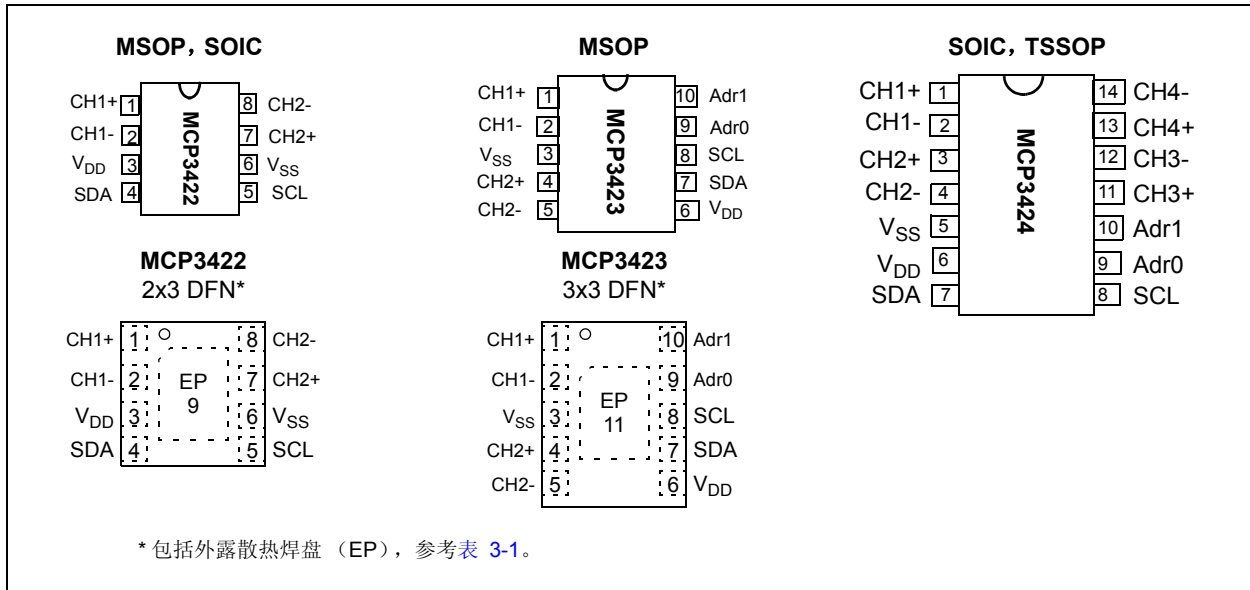 MSOP，SOIC
CH1+ 1 8 CH2-
CH1- 2 7 CH2+
VDD 3 6 VSS
SDA 4 5 SCL
MCP3422
MCP3422
2x3 DFN*
CH1+ 1 8 CH2-
CH1- 2 7 CH2+
VDD 3 6 VSS
SDA 4 5 SCL
EP
9
MSOP
CH1+ 1 10 Adr1
CH1- 2 9 Adr0
VSS 3 8 SCL
CH2+ 4 7 SDA
CH2- 5 6 VDD
MCP3423
MCP3423
3x3 DFN*
CH1+ 1 10 Adr1
CH1- 2 9 Adr0
VSS 3 8 SCL
CH2+ 4 7 SDA
CH2- 5 6 VDD
EP
11
SOIC，TSSOP
CH1+ 1 14 CH4-
CH1- 2 13 CH4+
CH2+ 3 12 CH3-
CH2- 4 11 CH3+
VSS 5 10 Adr1
VDD 6 9 Adr0
SDA 7 8 SCL
MCP3424
* 包括外露散热焊盘 （EP），参考表 3-1。